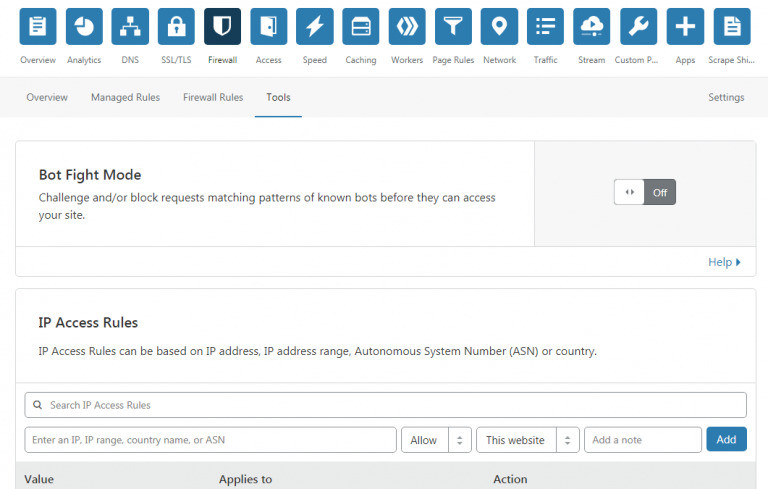 Overview Analytics DNS SSL/TLS Firewall Access Speed Caching Workers Page Rules Network Traffic Stream Custom P... Apps Scrape Shi...
Overview Managed Rules Firewall Rules Tools Settings
Bot Fight Mode
Challenge and/or block requests matching patterns of known bots before they can access
your site.
Off
Help
IP Access Rules
IP Access Rules can be based on IP address, IP address range, Autonomous System Number (ASN) or country.
Search IP Access Rules
Enter an IP, IP range, country name, or ASN Allow This website Add a note Add
Value Applies to Action